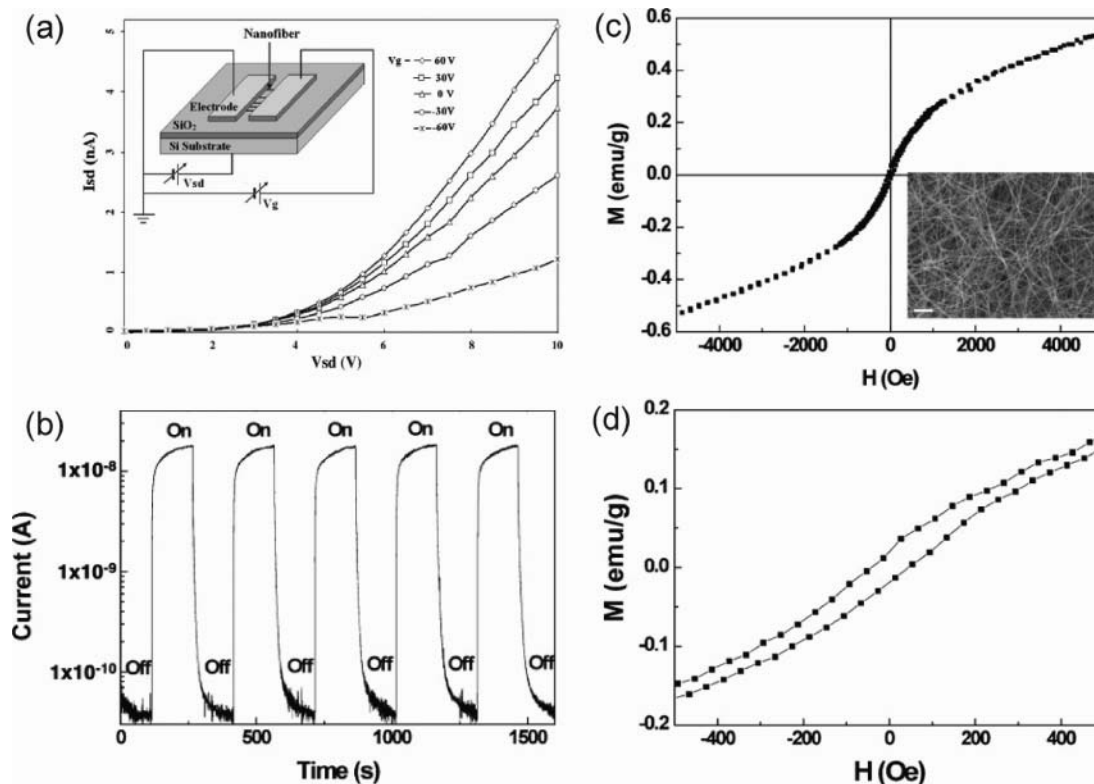 (a)
Nanofiber
Electrode
SiO₂
Si Substrate
Vsd
Vg
Vg
60 V
30V
0 V
-30V
-60V
Isd (nA)
5
4
3
2
1
0
0 2 4 6 8 10
Vsd (V)
(b)
On On On On On
Off Off Off Off Off Off
Current (A)
1x10⁻⁸
1x10⁻⁹
1x10⁻¹⁰
0 500 1000 1500
Time (s)
(c)
M (emu/g)
0.6
0.4
0.2
0.0
-0.2
-0.4
-0.6
-4000 -2000 0 2000 4000
H (Oe)
(d)
M (emu/g)
0.2
0.1
0.0
-0.1
-0.2
-400 -200 0 200 400
H (Oe)